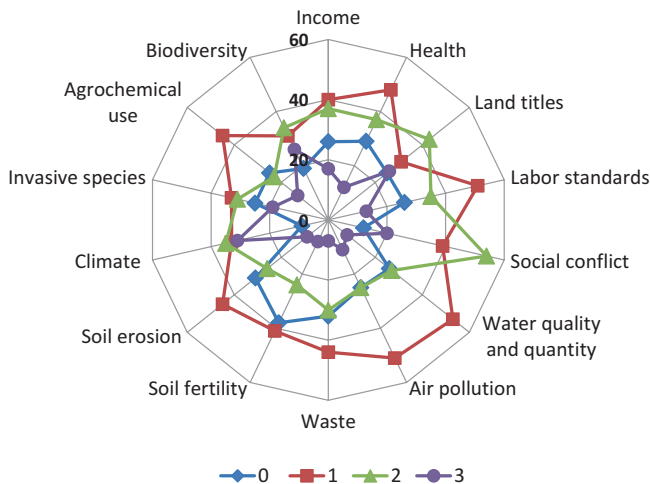 Income
60
Biodiversity
Health
Agrochemical
use
40
Land titles
20
Invasive species
Labor standards
0
Climate
Social conflict
Soil erosion
Water quality
and quantity
Soil fertility
Air pollution
Waste
0 1 2 3